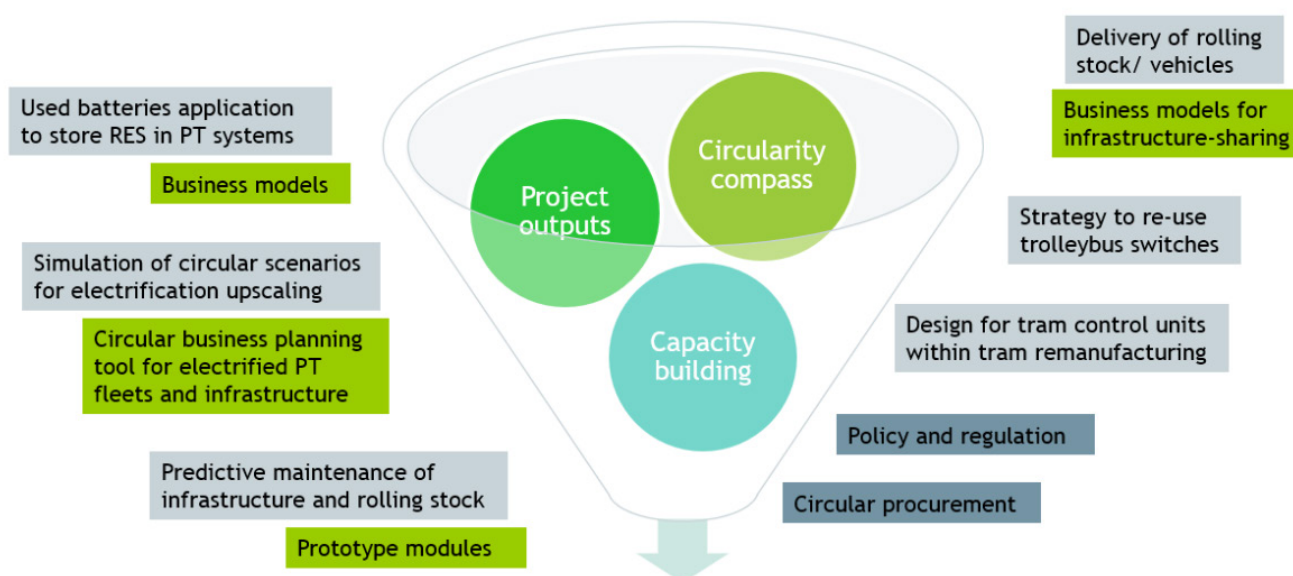 Used batteries application
to store RES in PT systems
Business models
Simulation of circular scenarios
for electrification upscaling
Circular business planning
tool for electrified PT
fleets and infrastructure
Predictive maintenance of
infrastructure and rolling stock
Prototype modules
Project
outputs
Circularity
compass
Capacity
building
Delivery of rolling
stock/ vehicles
Business models for
infrastructure-sharing
Strategy to re-use
trolleybus switches
Design for tram control units
within tram remanufacturing
Policy and regulation
Circular procurement